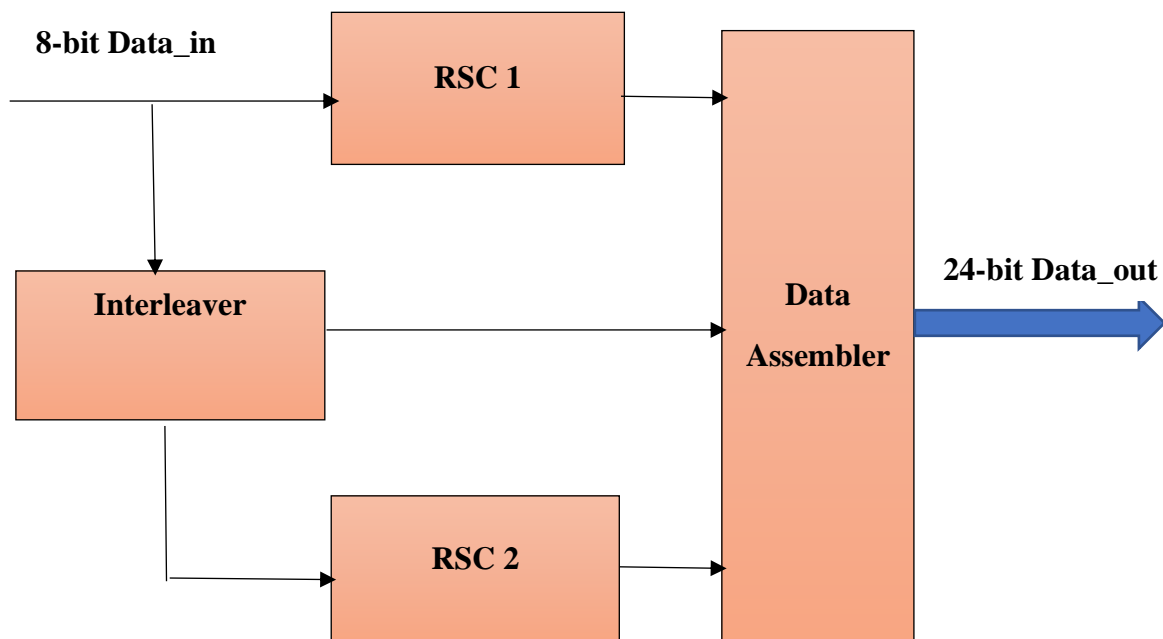 8-bit Data_in
RSC 1
Interleaver
24-bit Data_out
Data
Assembler
RSC 2